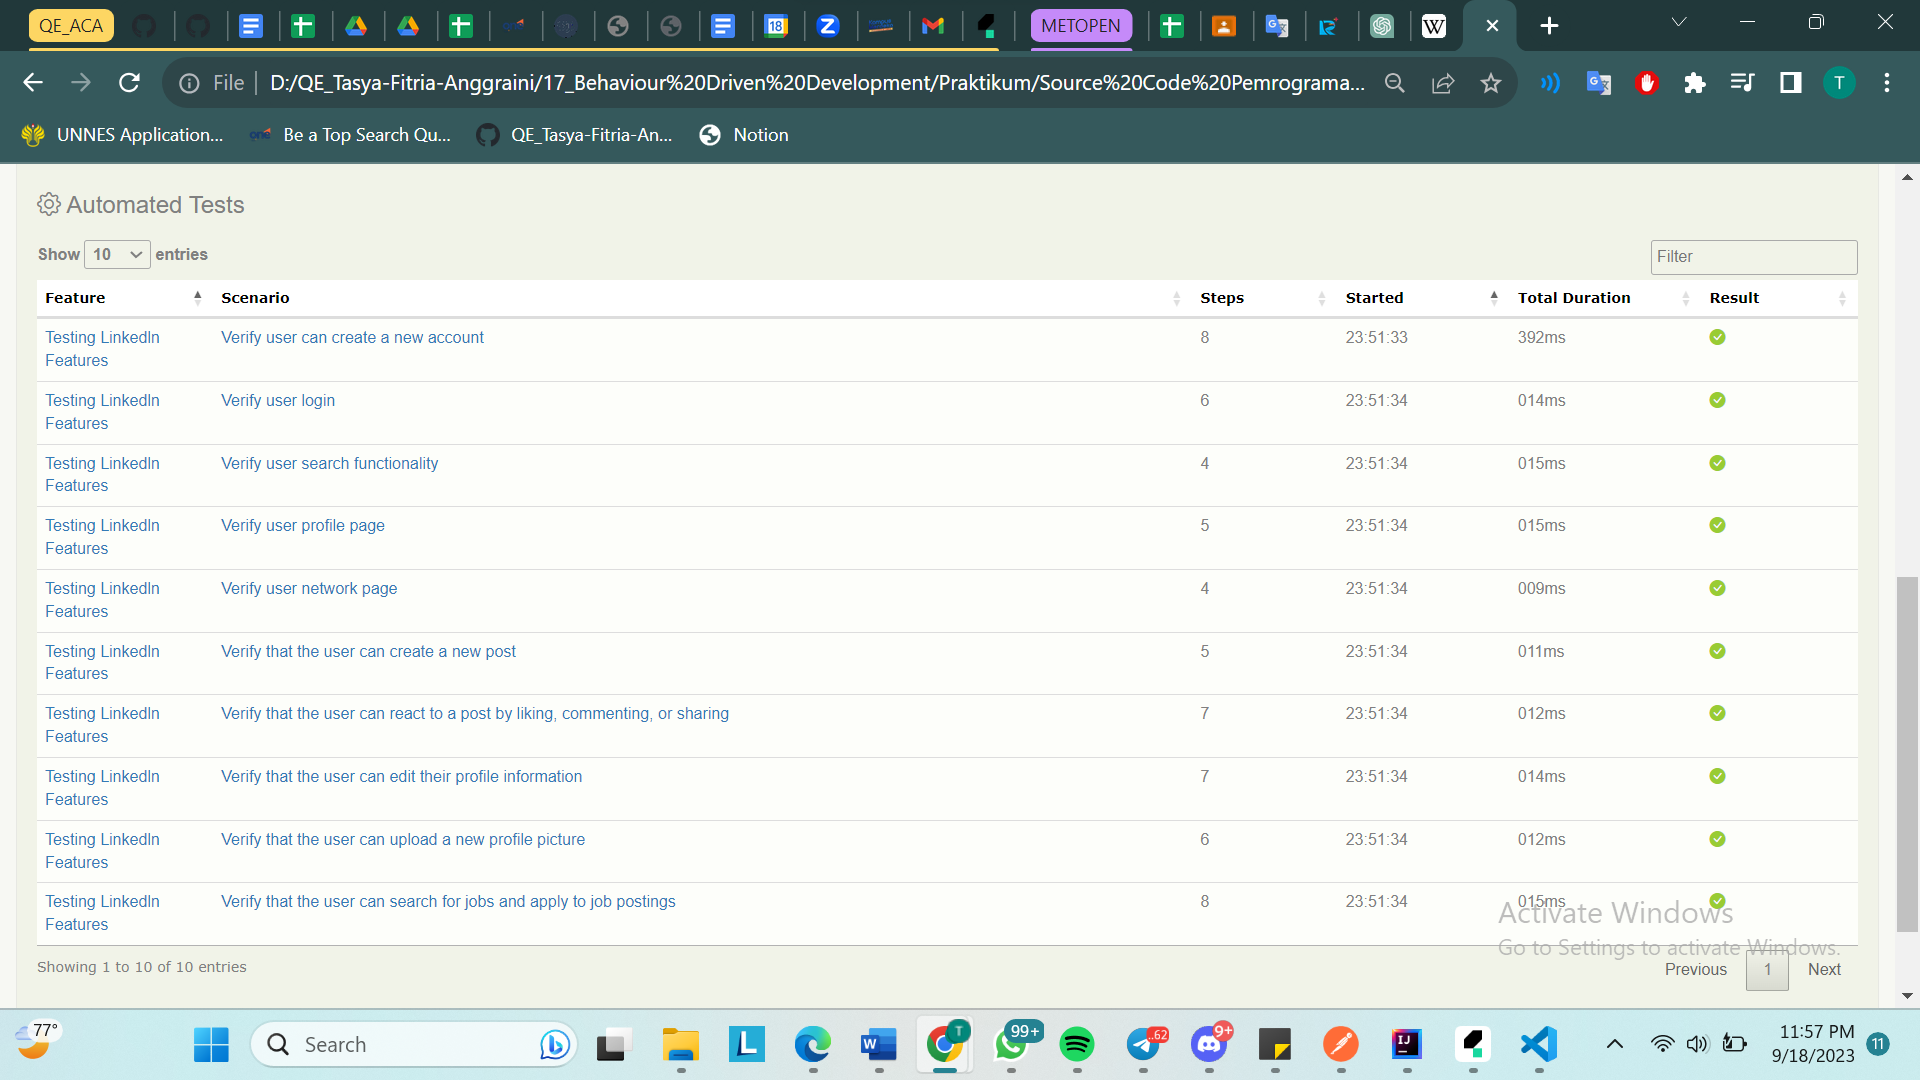 QE_ACA
18
METOPEN
W
File
D:/QE_Tasya-Fitria-Anggraini/17_Behaviour%20Driven%20Development/Praktikum/Source%20Code%20Pemrograma...
T
UNNES Application...
one
Be a Top Search Qu...
QE_Tasya-Fitria-An...
Notion
Automated Tests
Show 10 entries
Filter
Feature Scenario Steps Started Total Duration Result
Testing LinkedIn Verify user can create a new account 8 23:51:33 392ms
Features
Testing LinkedIn Verify user login 6 23:51:34 014ms
Features
Testing LinkedIn Verify user search functionality 4 23:51:34 015ms
Features
Testing LinkedIn Verify user profile page 5 23:51:34 015ms
Features
Testing LinkedIn Verify user network page 4 23:51:34 009ms
Features
Testing LinkedIn Verify that the user can create a new post 5 23:51:34 011ms
Features
Testing LinkedIn Verify that the user can react to a post by liking, commenting, or sharing 7 23:51:34 012ms
Features
Testing LinkedIn Verify that the user can edit their profile information 7 23:51:34 014ms
Features
Testing LinkedIn Verify that the user can upload a new profile picture 6 23:51:34 012ms
Features
Testing LinkedIn Verify that the user can search for jobs and apply to job postings 8 23:51:34 015ms
Features
Activate Windows
Go to Settings to activate Windows.
Showing 1 to 10 of 10 entries
Previous 1 Next
77°
Search
L
W
T
99+
..62
9+
IJ
11:57 PM
9/18/2023
11